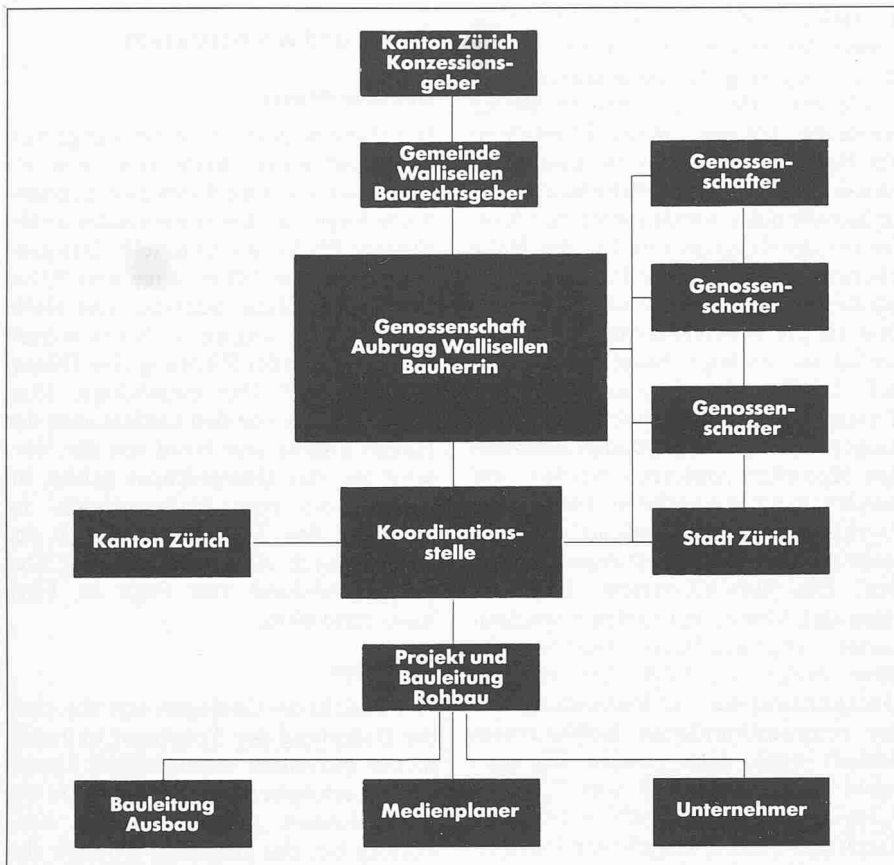 Kanton Zürich
Konzessions-
geber
Gemeinde
Wallisellen
Baurechtsgeber
Genossen-
schafter
Genossenschaft
Aubrugg Wallisellen
Bauherrin
Genossen-
schafter
Genossen-
schafter
Kanton Zürich
Koordinations-
stelle
Stadt Zürich
Projekt und
Bauleitung
Rohbau
Bauleitung
Ausbau
Medienplaner
Unternehmer